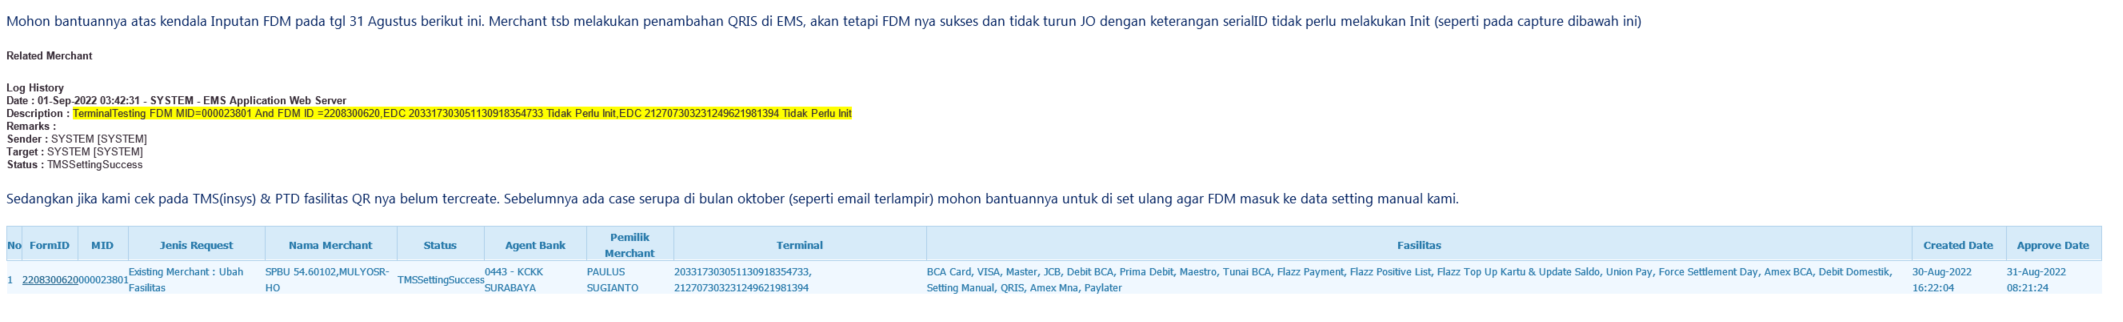 Mohon bantuannya atas kendala Inputan FDM pada tgl 31 Agustus berikut ini. Merchant tsb melakukan penambahan QRIS di EMS, akan tetapi FDM nya sukses dan tidak turun JO dengan keterangan serialID tidak perlu melakukan Init (seperti pada capture dibawah ini)
Related Merchant
Log History
Date : 01-Sep-2022 03:42:31 - SYSTEM - EMS Application Web Server
Description : TerminalTesting FDM MID=000023801 And FDM ID =2208300620,EDC 203317303051130918354733 Tidak Perlu Init,EDC 212707303231249621981394 Tidak Perlu Init
Remarks :
Sender : SYSTEM [SYSTEM]
Target : SYSTEM [SYSTEM]
Status : TMSSettingSuccess
Sedangkan jika kami cek pada TMS(insys) & PTD fasilitas QR nya belum tercreate. Sebelumnya ada case serupa di bulan oktober (seperti email terlampir) mohon bantuannya untuk di set ulang agar FDM masuk ke data setting manual kami.
No FormID MID Jenis Request Nama Merchant Status Agent Bank Pemilik Merchant Terminal Fasilitas Created Date Approve Date
1 2208300620 000023801 Existing Merchant : Ubah SPBU 54.60102,MULYOSR- TMSSettingSuccess 0443 - KCKK PAULUS 203317303051130918354733, BCA Card, VISA, Master, JCB, Debit BCA, Prima Debit, Maestro, Tunai BCA, Flazz Payment, Flazz Positive List, Flazz Top Up Kartu & Update Saldo, Union Pay, Force Settlement Day, Amex BCA, Debit Domestik, 30-Aug-2022 31-Aug-2022
Fasilitas HO SURABAYA SUGIANTO 212707303231249621981394 Setting Manual, QRIS, Amex Mna, Paylater 16:22:04 08:21:24